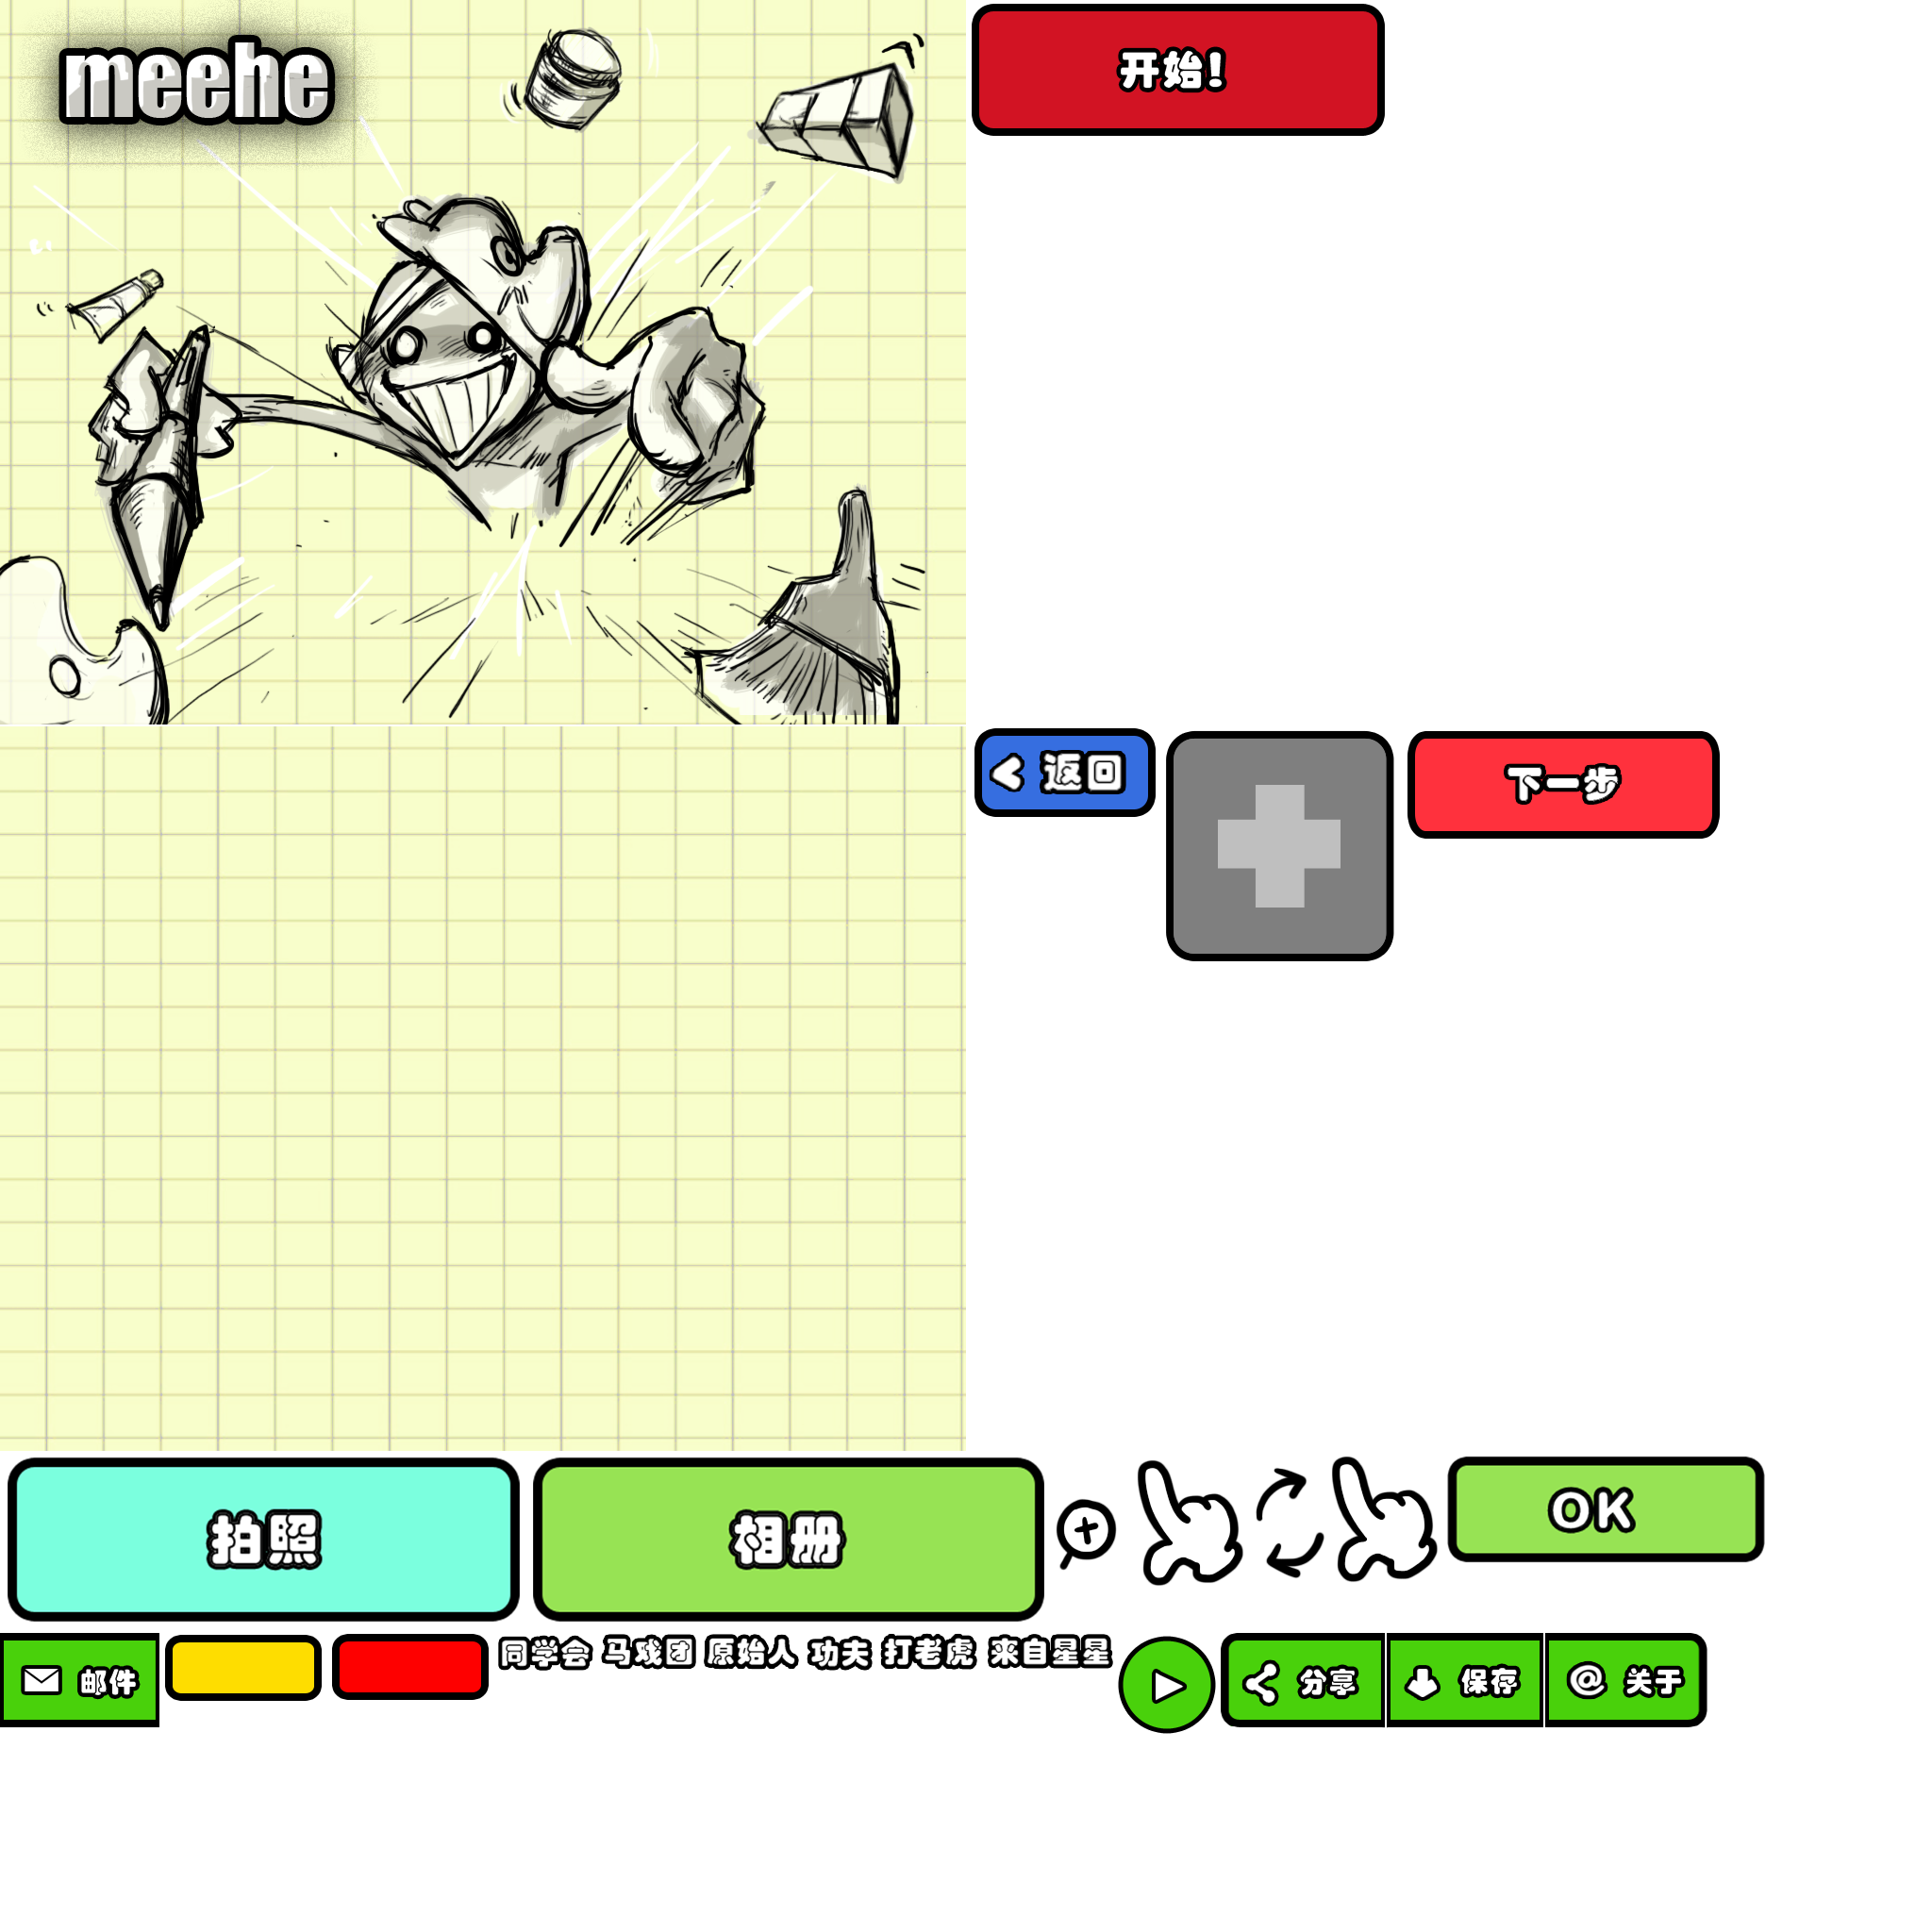 meehe
开始!
返回
下一步
拍照
相册
OK
邮件
同学会 马戏团 原始人 功夫 打老虎 来自星星
分享
保存
@ 关于